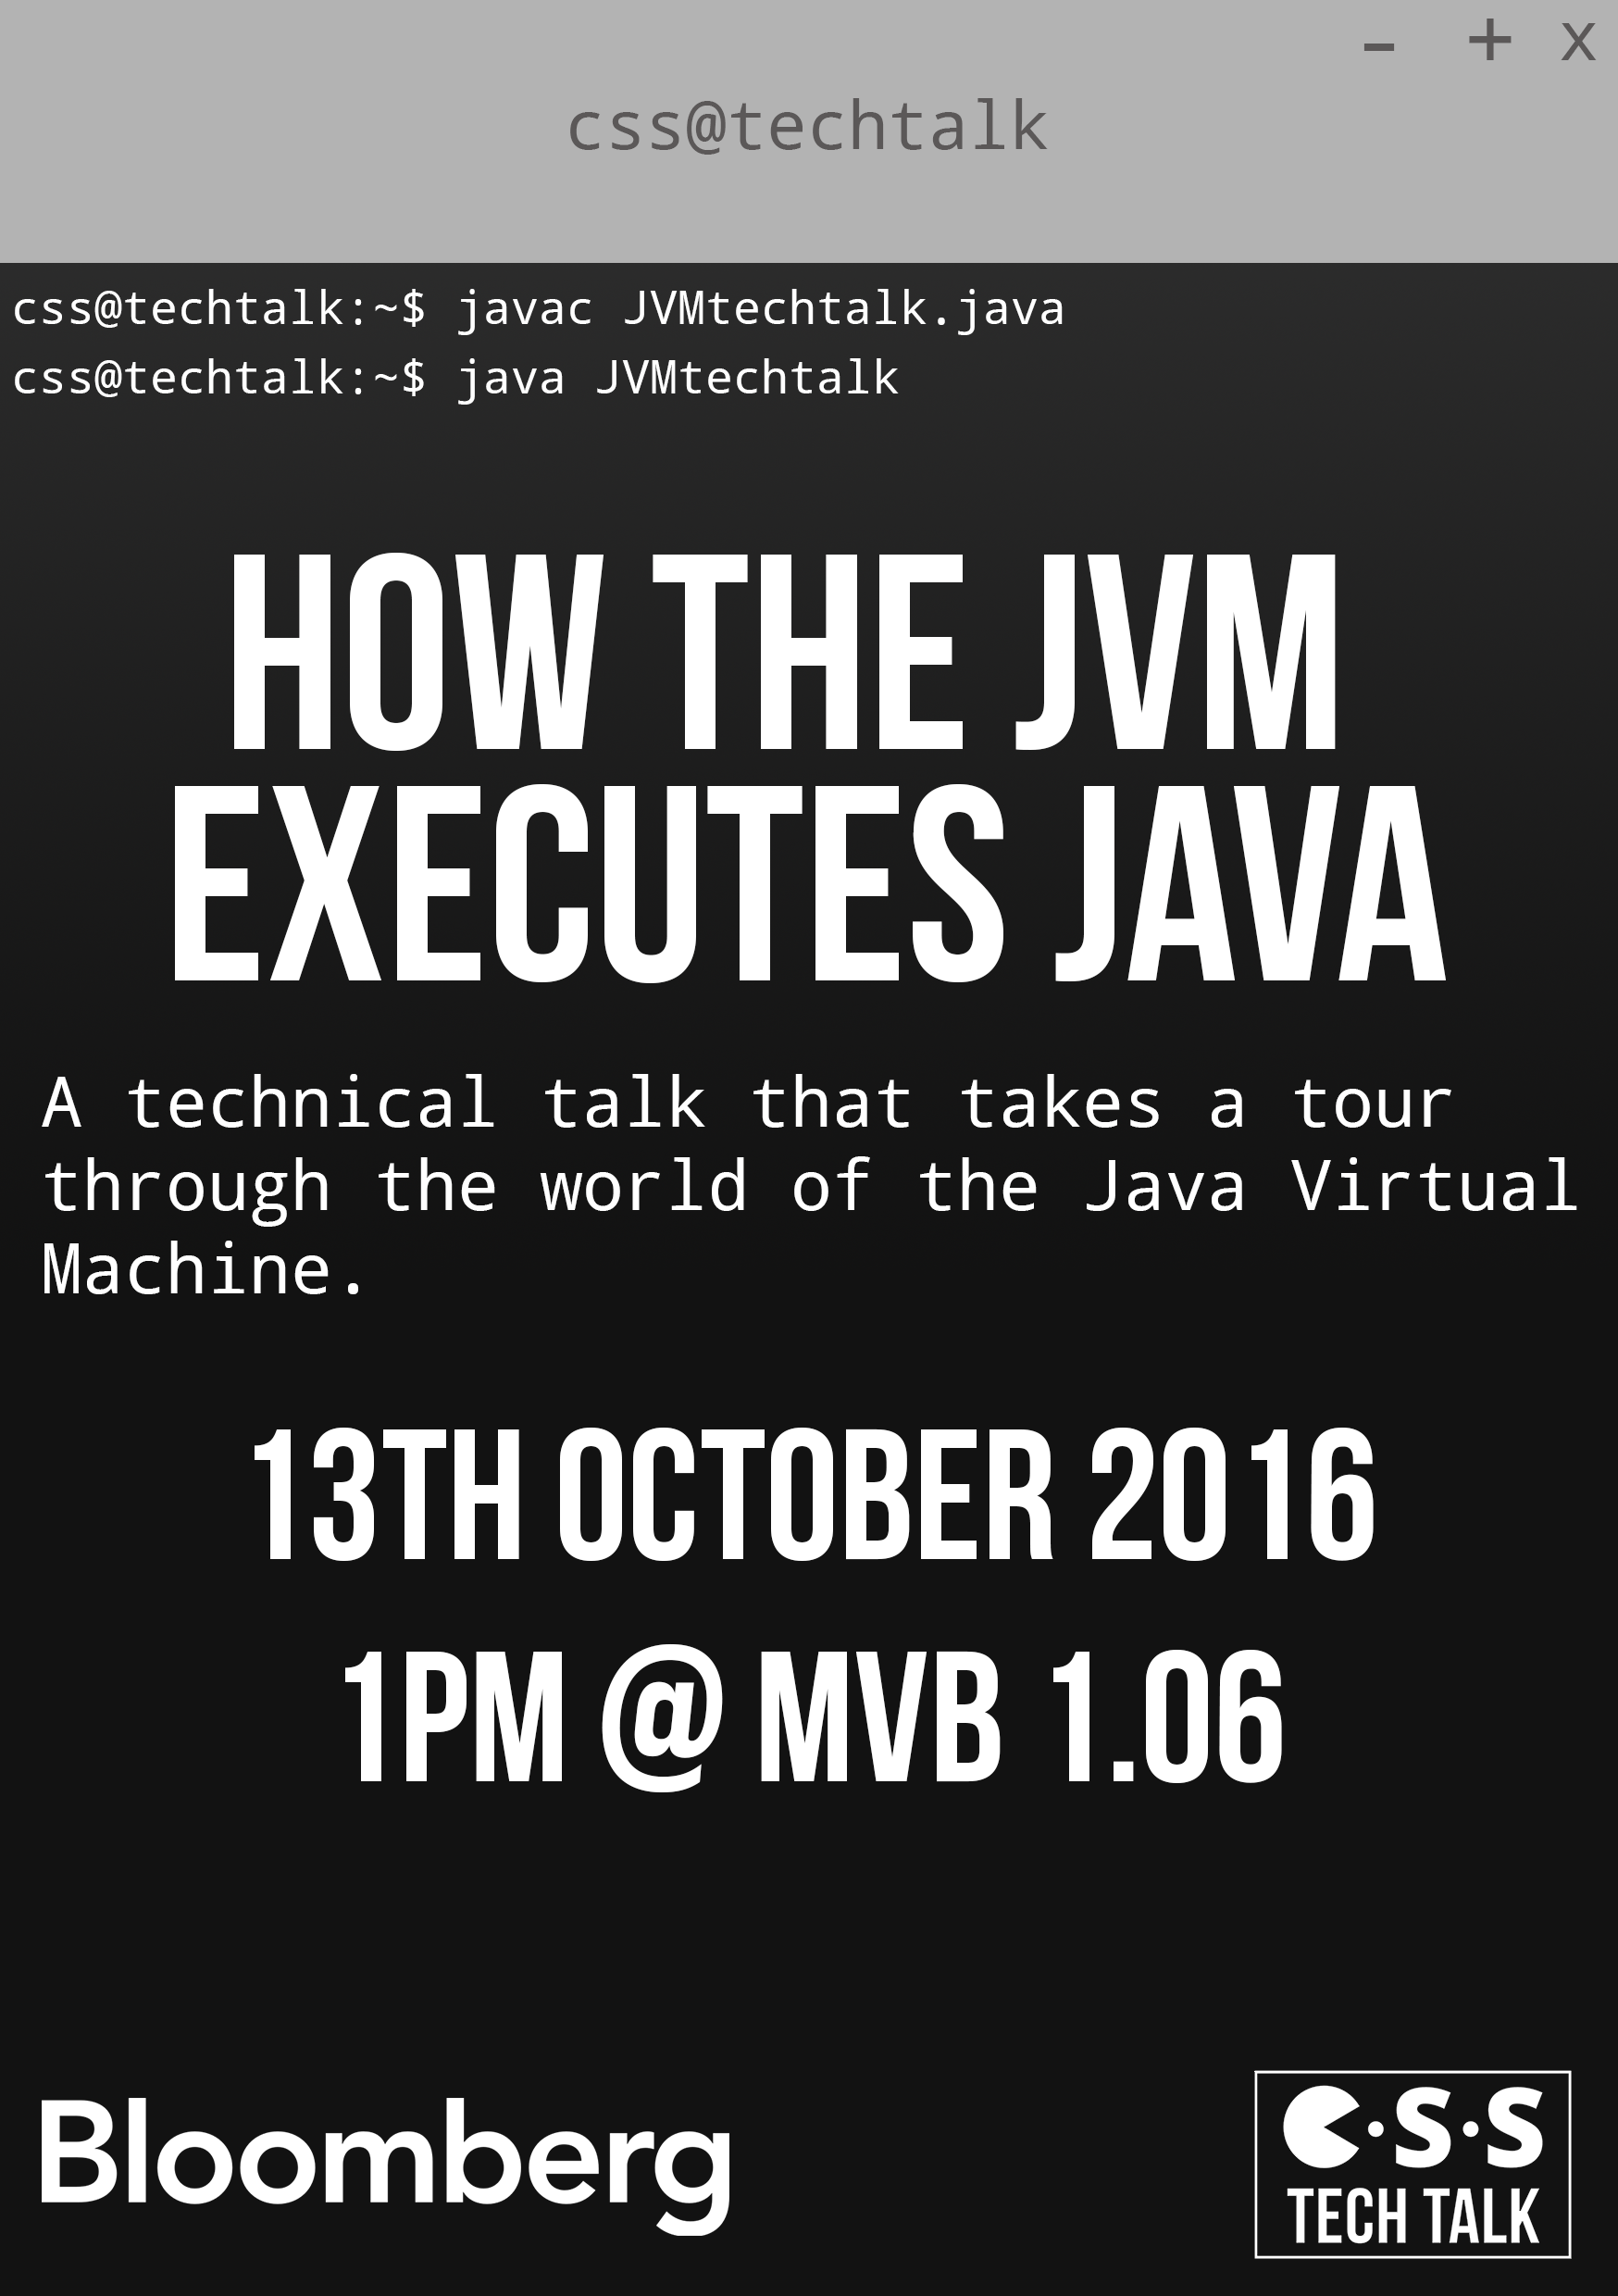 - + x
css@techtalk
css@techtalk:~$ javac JVMtechtalk.java
css@techtalk:~$ java JVMtechtalk
HOW THE JVM
EXECUTES JAVA
A technical talk that takes a tour
through the world of the Java Virtual
Machine.
13TH OCTOBER 2016
1PM @ MVB 1.06
Bloomberg
C·S·S
TECH TALK